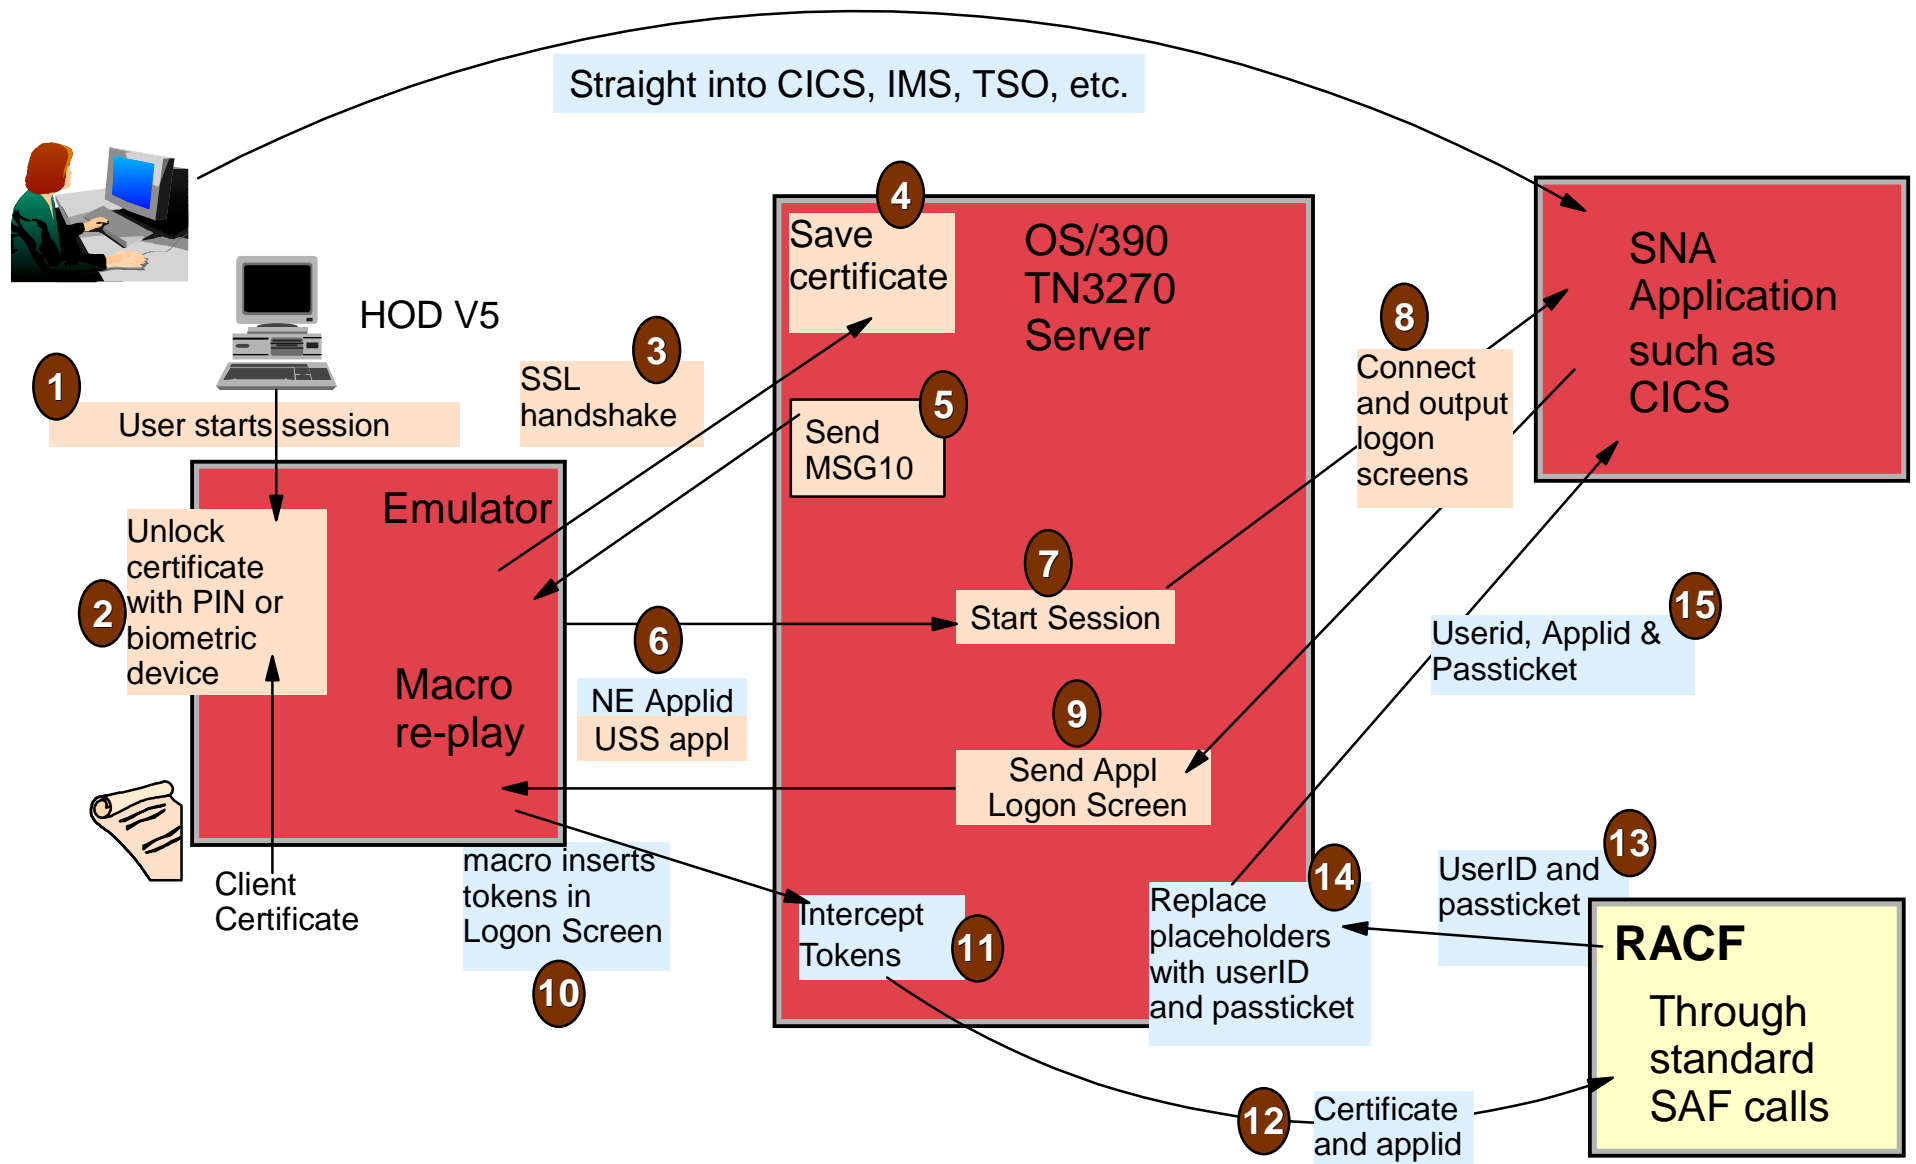 Straight into CICS, IMS, TSO, etc.
HOD V5
1
User starts session
2
Unlock
certificate
with PIN or
biometric
device
Client
Certificate
Emulator
Macro
re-play
3
SSL
handshake
4
Save
certificate
OS/390
TN3270
Server
5
Send
MSG10
6
NE Applid
USS appl
7
Start Session
8
Connect
and output
logon
screens
SNA
Application
such as
CICS
9
Send Appl
Logon Screen
macro inserts
tokens in
Logon Screen
10
Intercept
Tokens
11
12
Certificate
and applid
13
UserID and
passticket
RACF
Through
standard
SAF calls
14
Replace
placeholders
with userID
and passticket
15
Userid, Applid &
Passticket